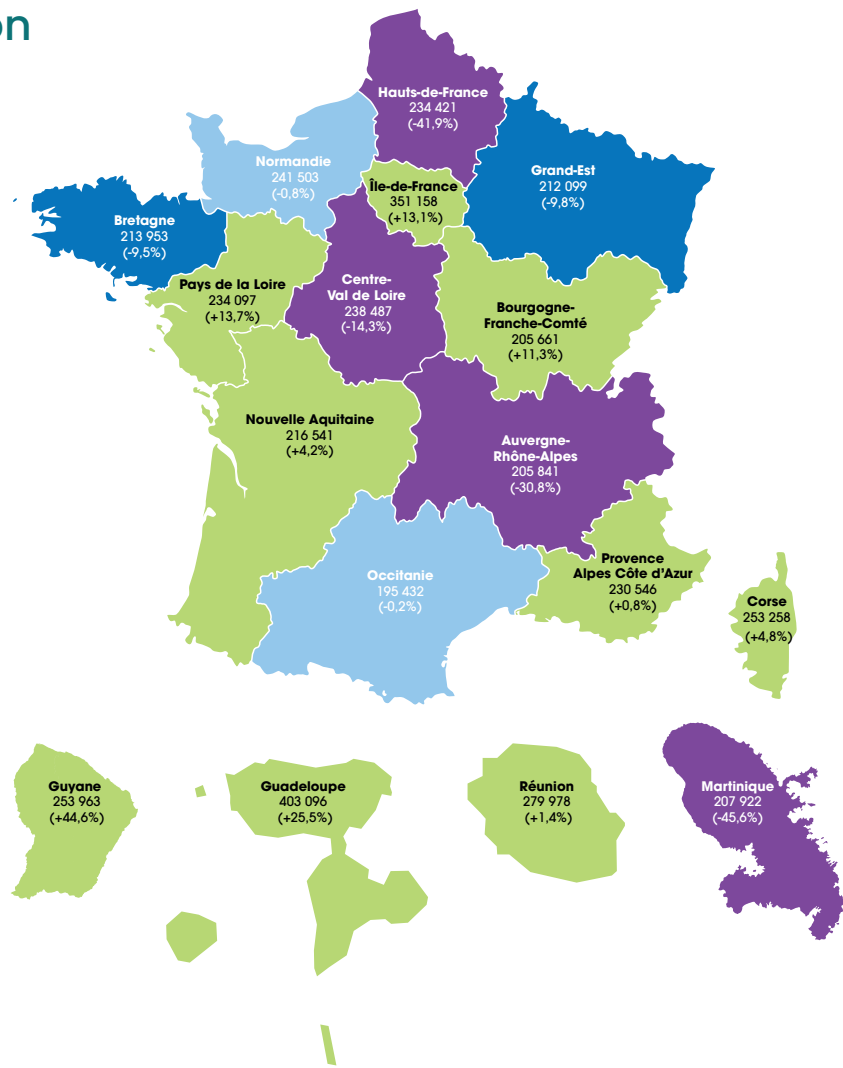 on
Hauts-de-France
234 421
(-41,9%)
Normandie
241 503
(-0,8%)
Île-de-France
351 158
(+13,1%)
Grand-Est
212 099
(-9,8%)
Bretagne
213 953
(-9,5%)
Pays de la Loire
234 097
(+13,7%)
Centre-
Val de Loire
238 487
(-14,3%)
Bourgogne-
Franche-Comté
205 661
(+11,3%)
Nouvelle Aquitaine
216 541
(+4,2%)
Auvergne-
Rhône-Alpes
205 841
(-30,8%)
Occitanie
195 432
(-0,2%)
Provence
Alpes Côte d'Azur
230 546
(+0,8%)
Corse
253 258
(+4,8%)
Guyane
253 963
(+44,6%)
Guadeloupe
403 096
(+25,5%)
Réunion
279 978
(+1,4%)
Martinique
207 922
(-45,6%)